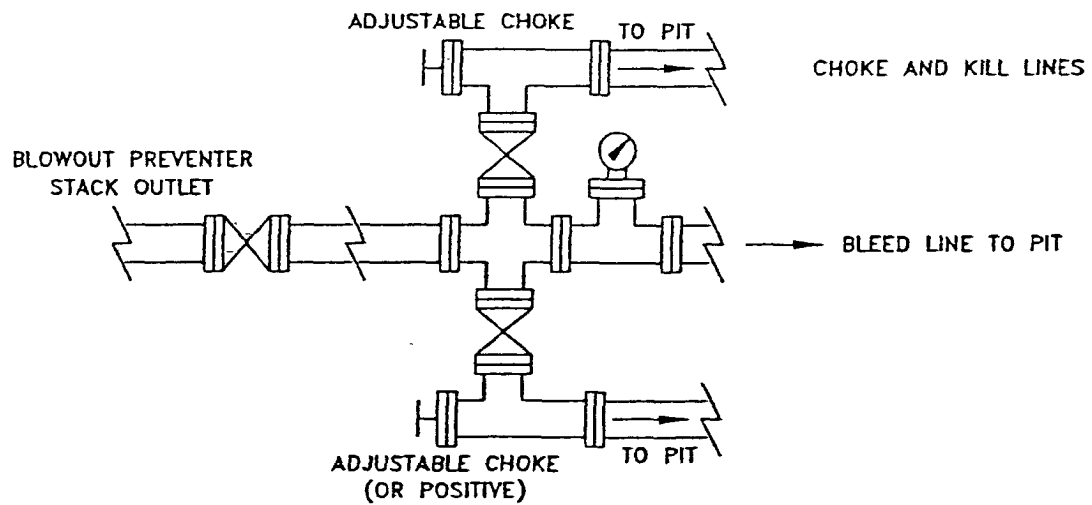 ADJUSTABLE CHOKE
TO PIT
CHOKE AND KILL LINES
BLOWOUT PREVENTER
STACK OUTLET
BLEED LINE TO PIT
TO PIT
ADJUSTABLE CHOKE
(OR POSITIVE)